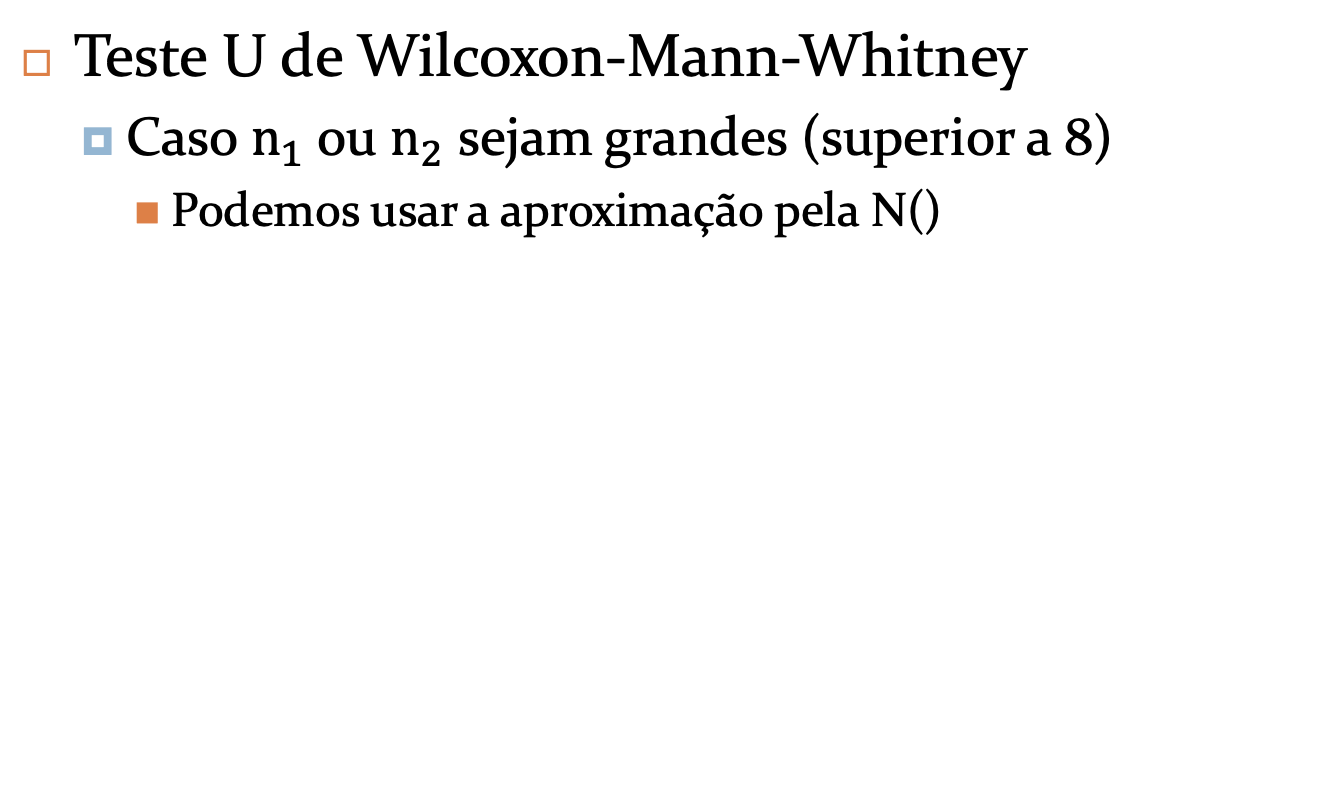 Teste U de Wilcoxon-Mann-Whitney
Caso n₁ ou n₂ sejam grandes (superior a 8)
Podemos usar a aproximação pela N()